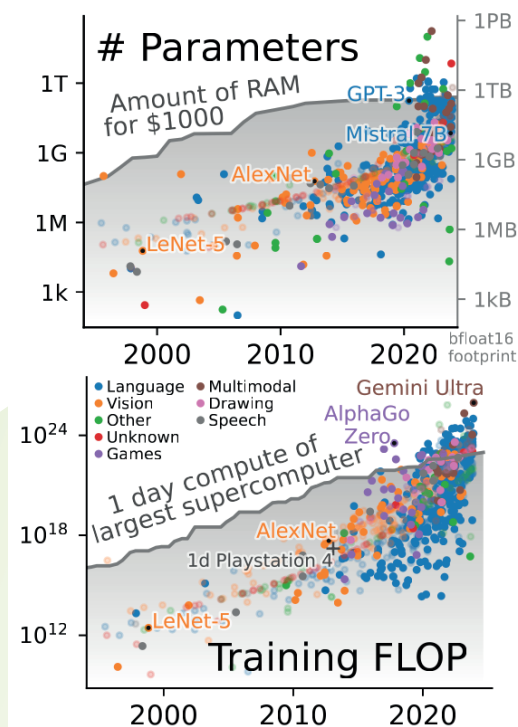 # Parameters
1PB
1T
Amount of RAM
for $1000
GPT-3
1TB
1G
Mistral 7B
1GB
AlexNet
1M
LeNet-5
1MB
1k
1kB
2000
2010
2020
bfloat16
footprint
Language
Multimodal
Gemini Ultra
Vision
Drawing
AlphaGo
Zero
Other
Speech
Unknown
Games
10²⁴
1 day compute of
largest supercomputer
10¹⁸
AlexNet
1d Playstation 4
10¹²
LeNet-5
Training FLOP
2000
2010
2020